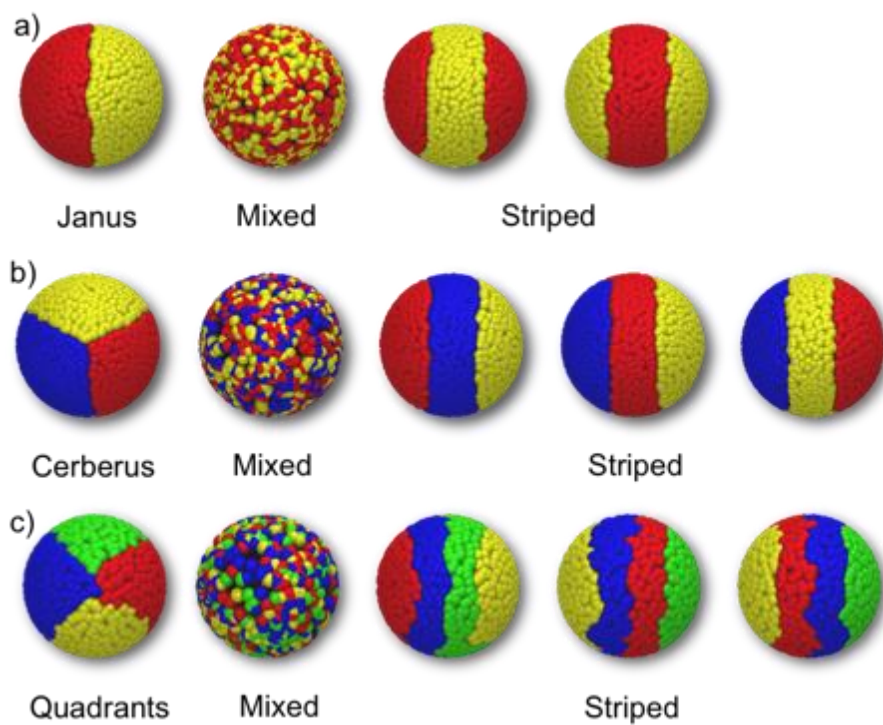 a)
Janus Mixed Striped
b)
Cerberus Mixed Striped
c)
Quadrants Mixed Striped